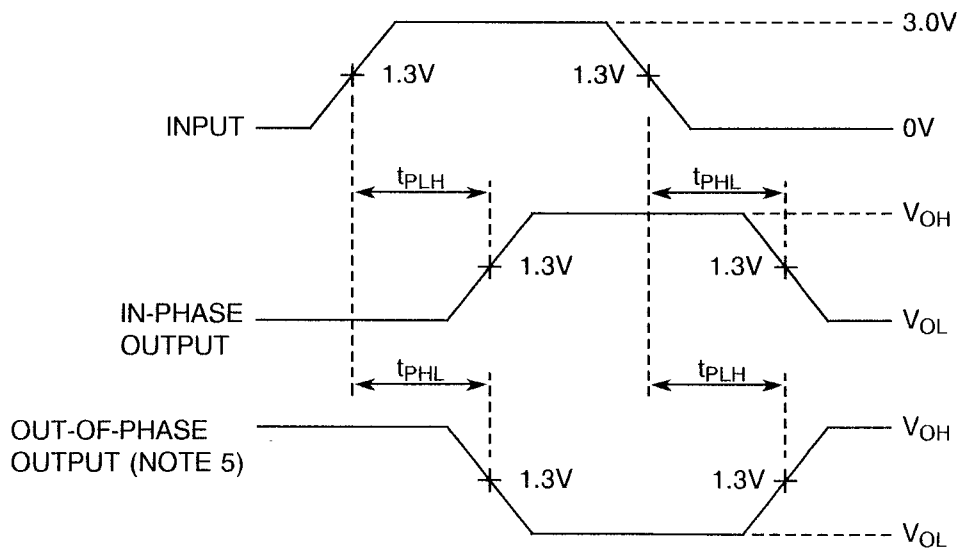 3.0V
1.3V 1.3V
INPUT 0V
tPLH tPHL
VOH
1.3V 1.3V
IN-PHASE
OUTPUT
VOL
tPHL tPLH
OUT-OF-PHASE
OUTPUT (NOTE 5)
VOH
1.3V 1.3V
VOL